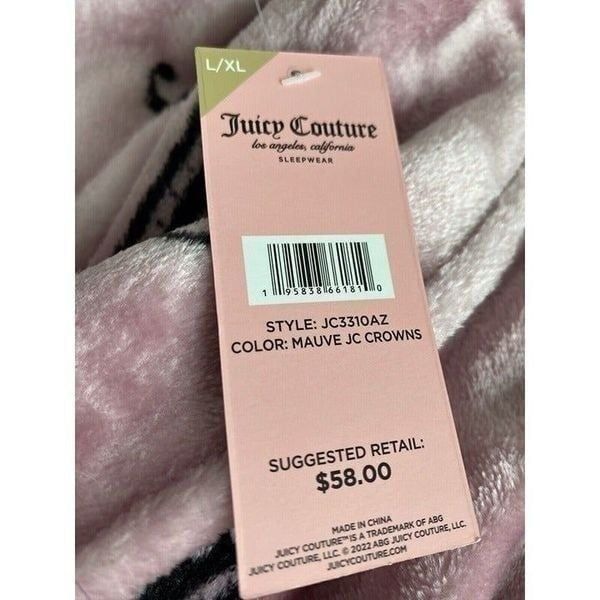 L/XL
Juicy Couture
los angeles, california
SLEEPWEAR
1 95838 66181 0
STYLE: JC3310AZ
COLOR: MAUVE JC CROWNS
SUGGESTED RETAIL:
$58.00
MADE IN CHINA
JUICY COUTURE™ IS A TRADEMARK OF ABG
JUICY COUTURE, LLC. © 2022 ABG JUICY COUTURE, LLC.
JUICYCOUTURE.COM